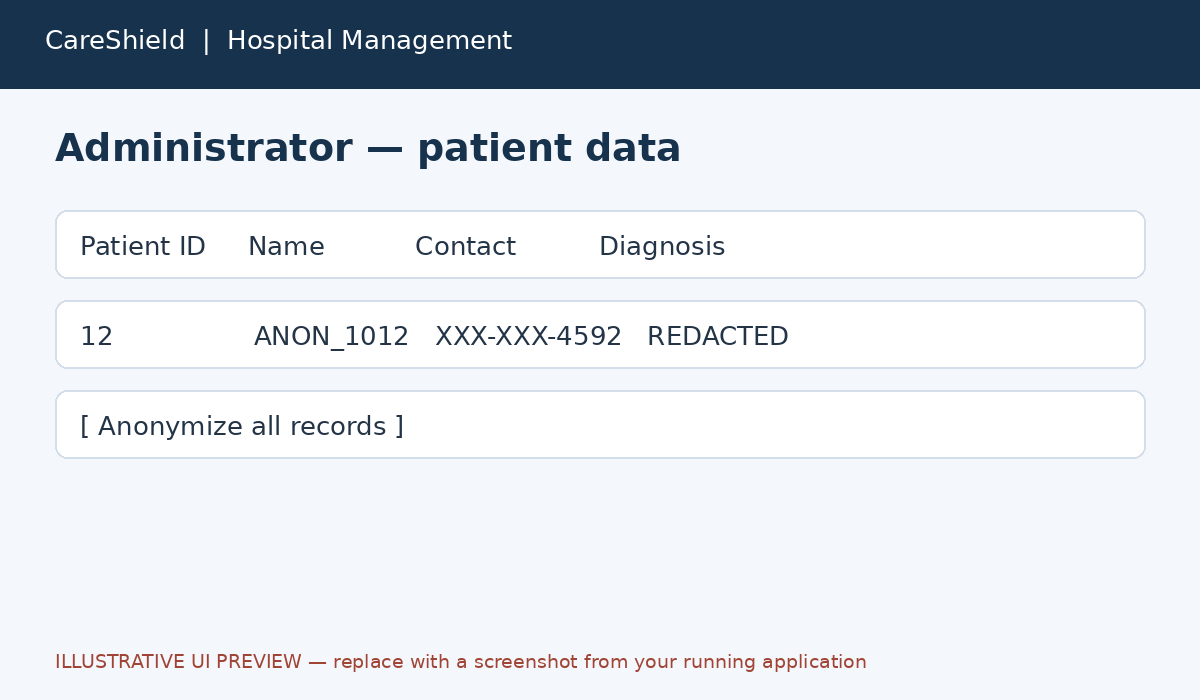 CareShield | Hospital Management
Administrator — patient data
Patient ID Name Contact Diagnosis
12 ANON_1012 XXX-XXX-4592 REDACTED
[ Anonymize all records ]
ILLUSTRATIVE UI PREVIEW — replace with a screenshot from your running application